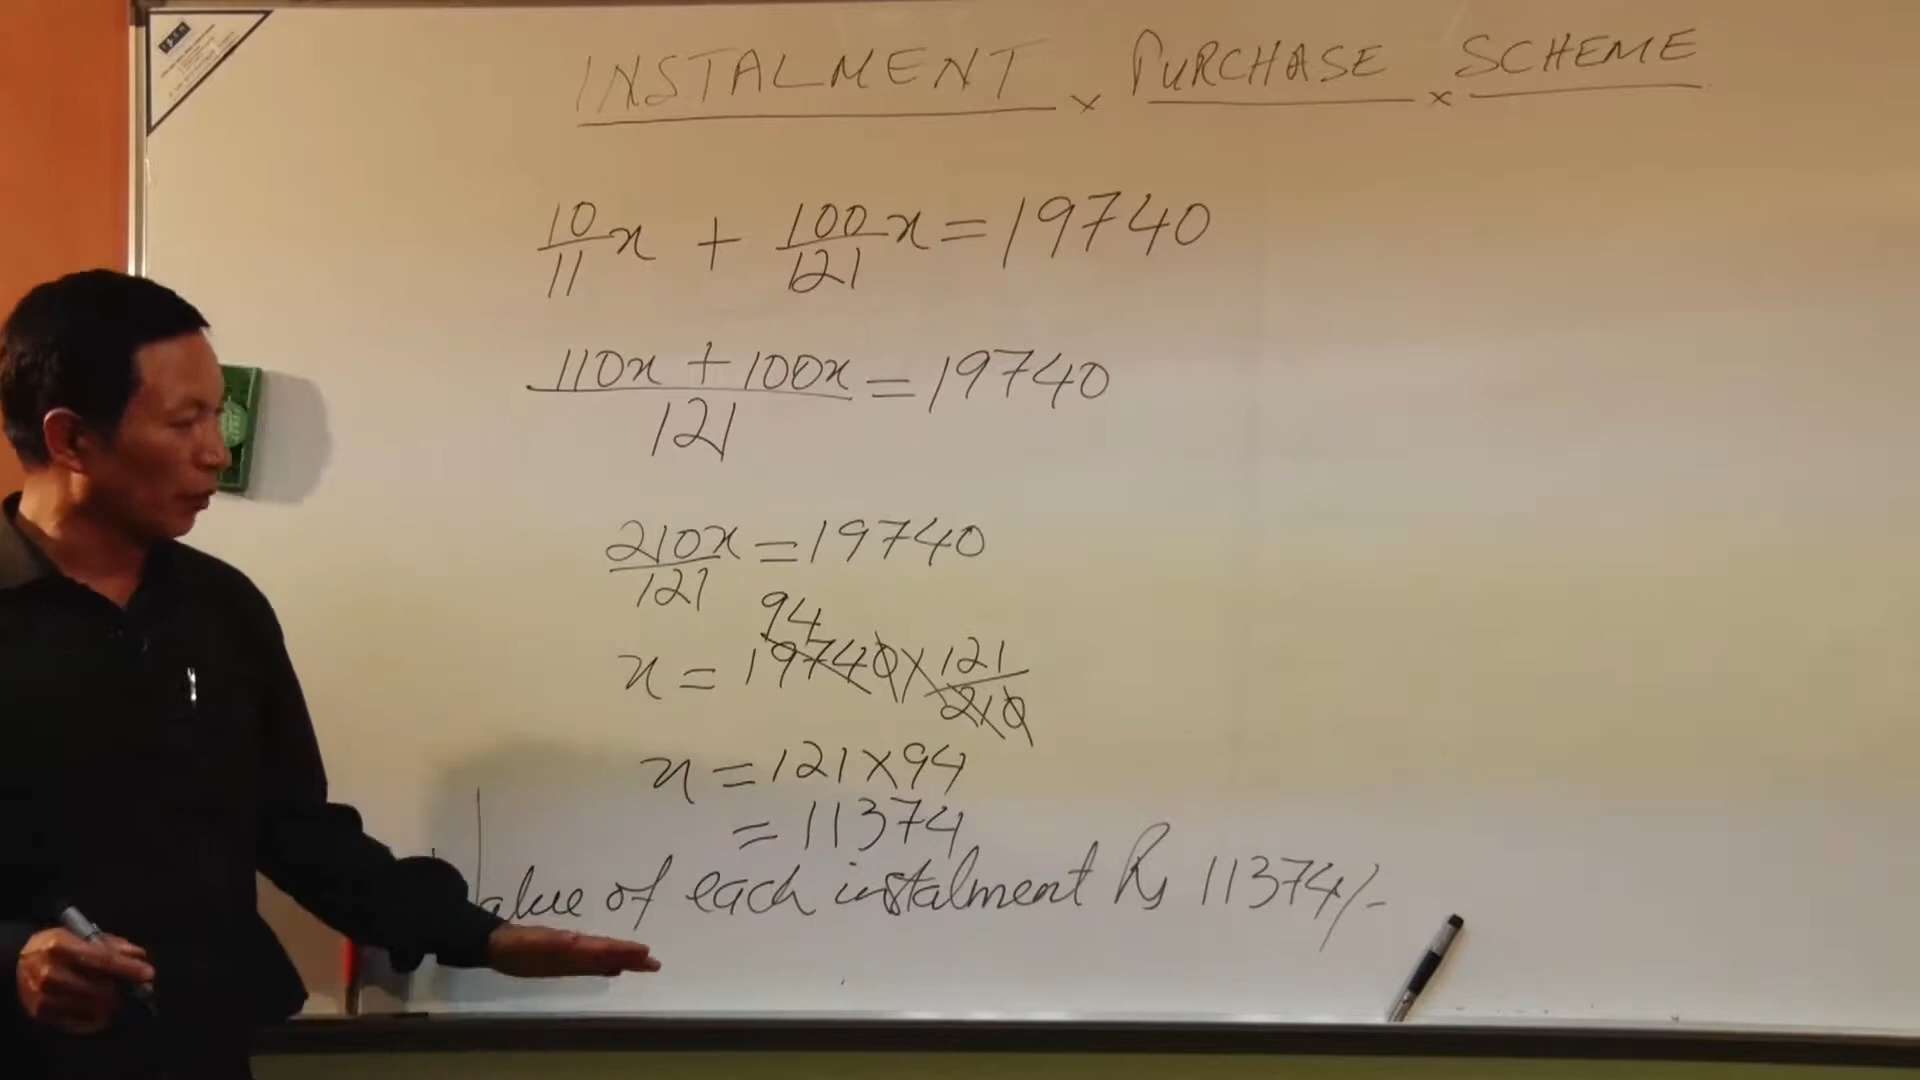 INSTALMENT × PURCHASE × SCHEME
10/11 x + 100/121 x = 19740
110x + 100x / 121 = 19740
210x / 121 = 19740
94
x = 19740 × 121/210
x = 121 × 94
= 11374
Value of each instalment Rs 11374/-